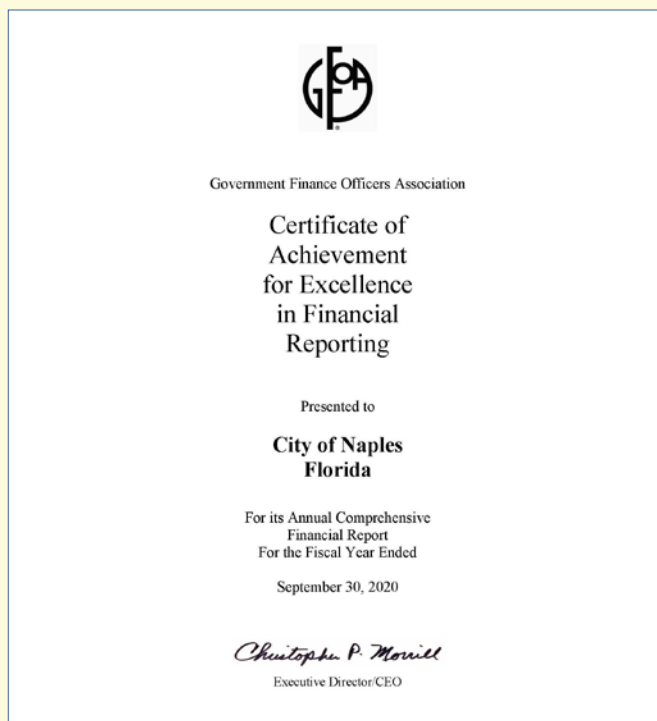 GFOA
Government Finance Officers Association
Certificate of
Achievement
for Excellence
in Financial
Reporting
Presented to
City of Naples
Florida
For its Annual Comprehensive
Financial Report
For the Fiscal Year Ended
September 30, 2020
Christopher P. Morrill
Executive Director/CEO